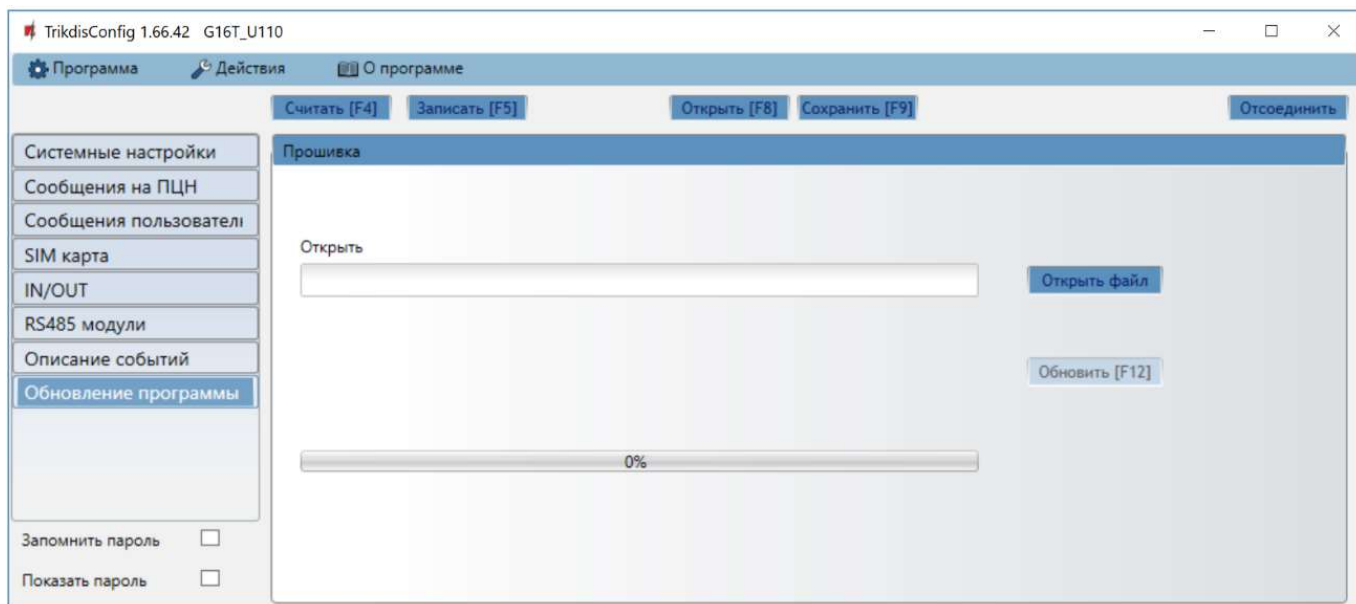 TrikdisConfig 1.66.42 G16T_U110
Программа Действия О программе
Считать [F4] Записать [F5] Открыть [F8] Сохранить [F9] Отсоединить
Системные настройки
Сообщения на ПЦН
Сообщения пользовател
SIM карта
IN/OUT
RS485 модули
Описание событий
Обновление программы
Запомнить пароль
Показать пароль
Прошивка
Открыть
Открыть файл
Обновить [F12]
0%